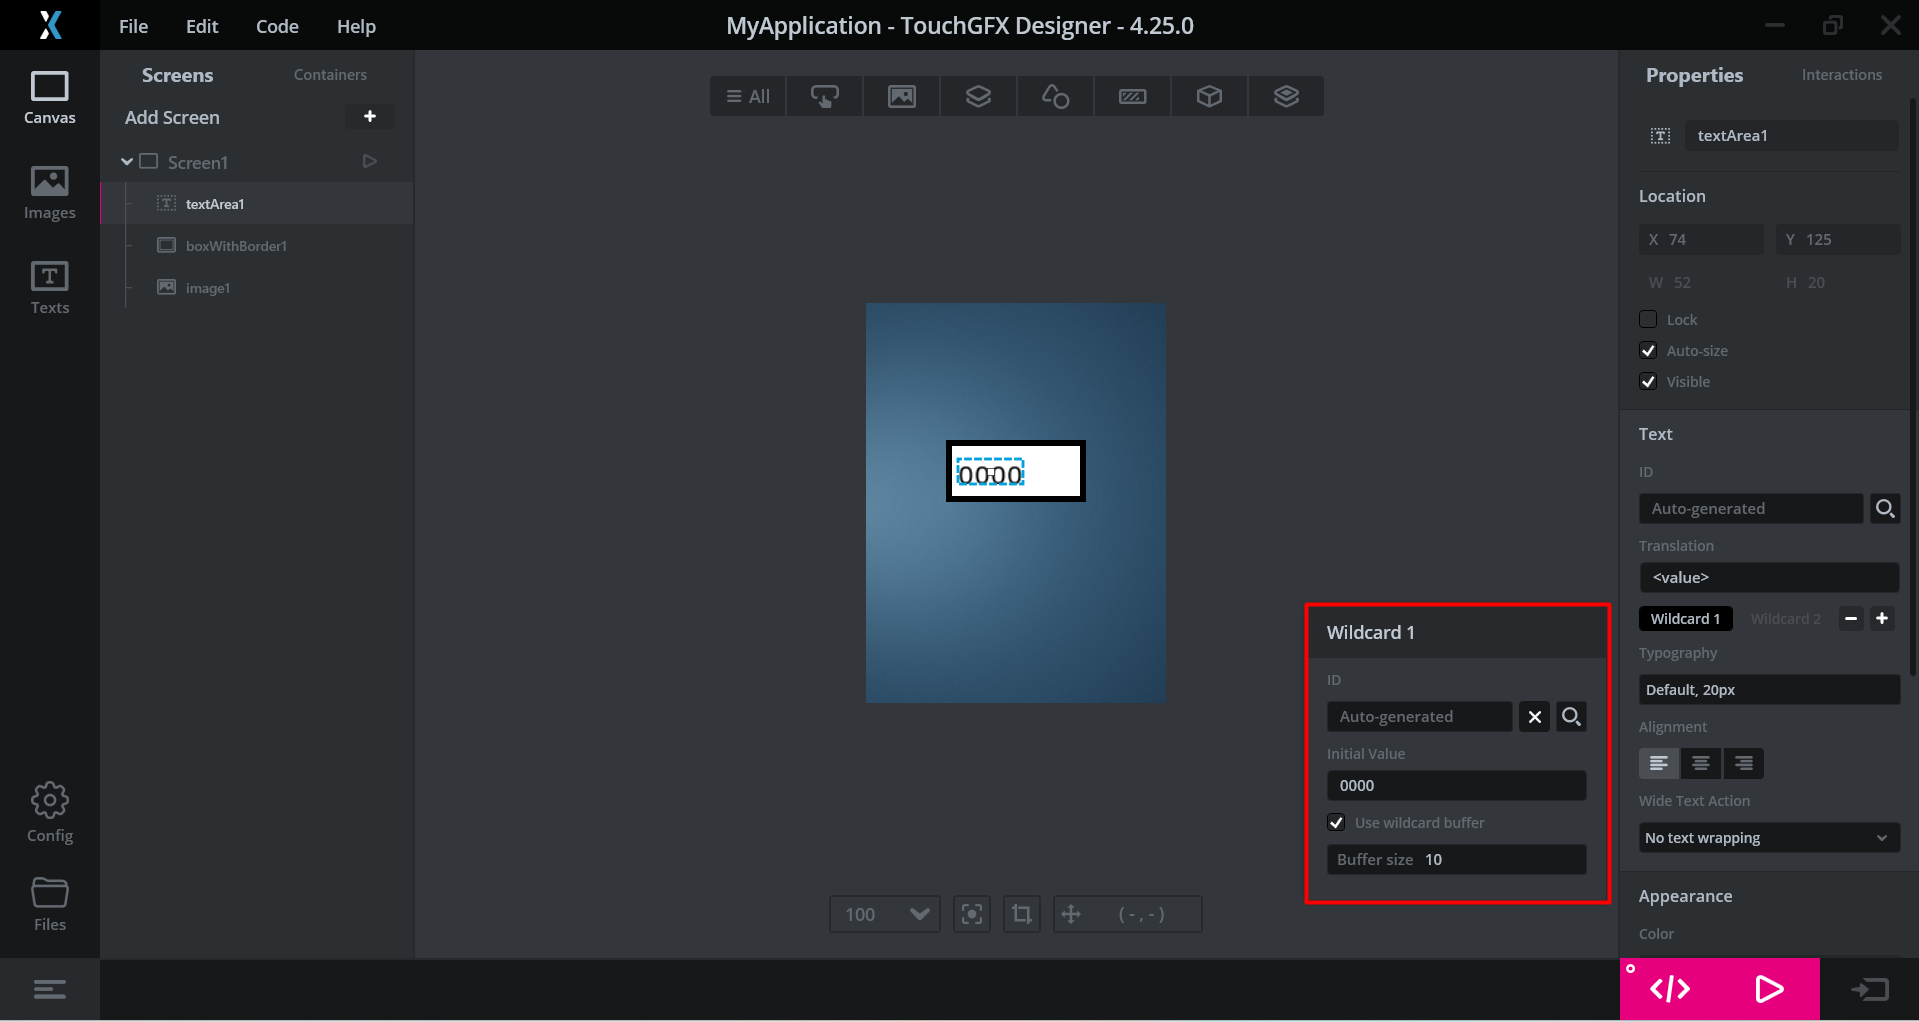 File Edit Code Help
MyApplication - TouchGFX Designer - 4.25.0
Canvas
Images
Texts
Config
Files
Screens Containers
Add Screen
Screen1
textArea1
boxWithBorder1
image1
All
0000
100
(-,-)
Wildcard 1
ID
Auto-generated
Initial Value
0000
Use wildcard buffer
Buffer size 10
Properties Interactions
textArea1
Location
X 74 Y 125
W 52 H 20
Lock
Auto-size
Visible
Text
ID
Auto-generated
Translation
<value>
Wildcard 1 Wildcard 2
Typography
Default, 20px
Alignment
Wide Text Action
No text wrapping
Appearance
Color